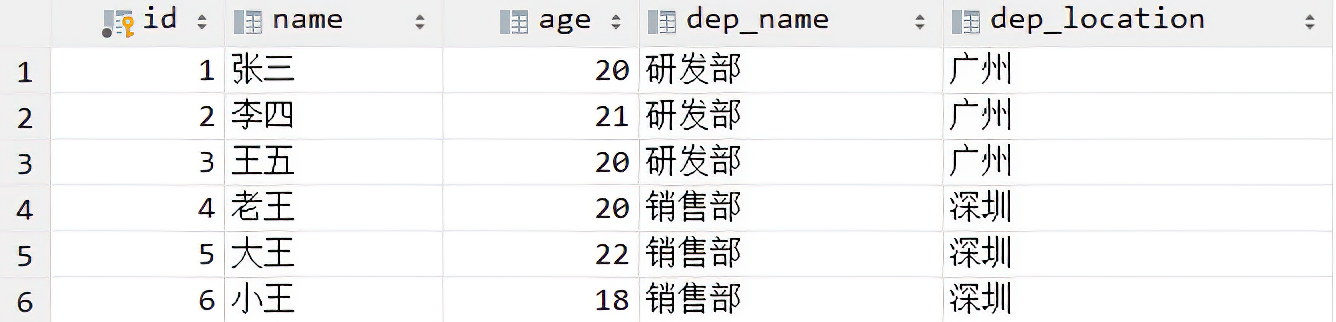 id name age dep_name dep_location
1 1 张三 20 研发部 广州
2 2 李四 21 研发部 广州
3 3 王五 20 研发部 广州
4 4 老王 20 销售部 深圳
5 5 大王 22 销售部 深圳
6 6 小王 18 销售部 深圳